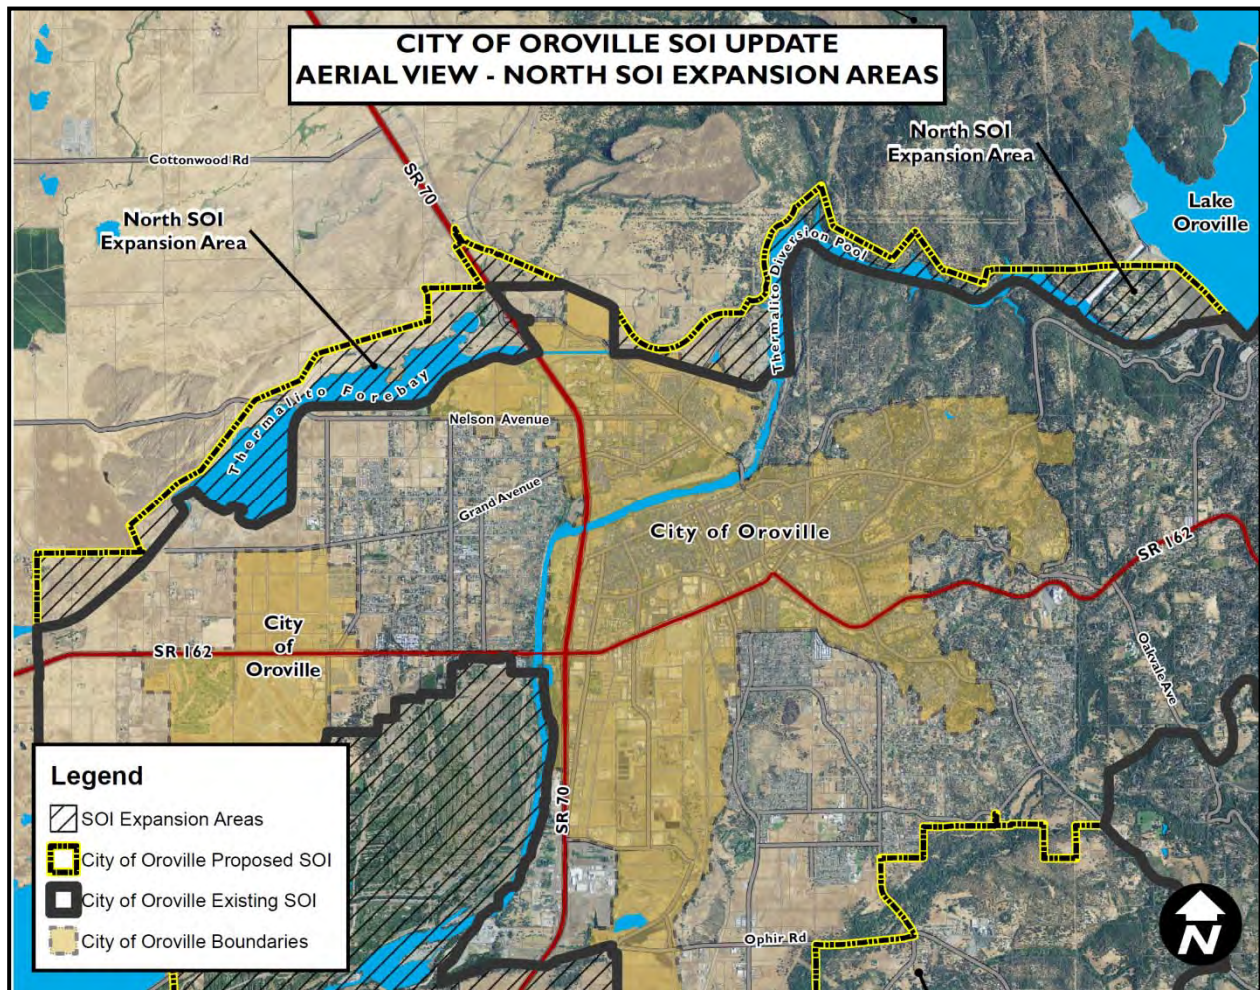 CITY OF OROVILLE SOI UPDATE
AERIAL VIEW - NORTH SOI EXPANSION AREAS
Cottonwood Rd
SR 70
North SOI
Expansion Area
North SOI
Expansion Area
Lake
Oroville
Thermalito Diversion Pool
Thermalito Forebay
Nelson Avenue
Grand Avenue
City of Oroville
SR 162
City
of
Oroville
SR 162
Oakvale Ave
SR 70
Ophir Rd
Legend
SOI Expansion Areas
City of Oroville Proposed SOI
City of Oroville Existing SOI
City of Oroville Boundaries
N